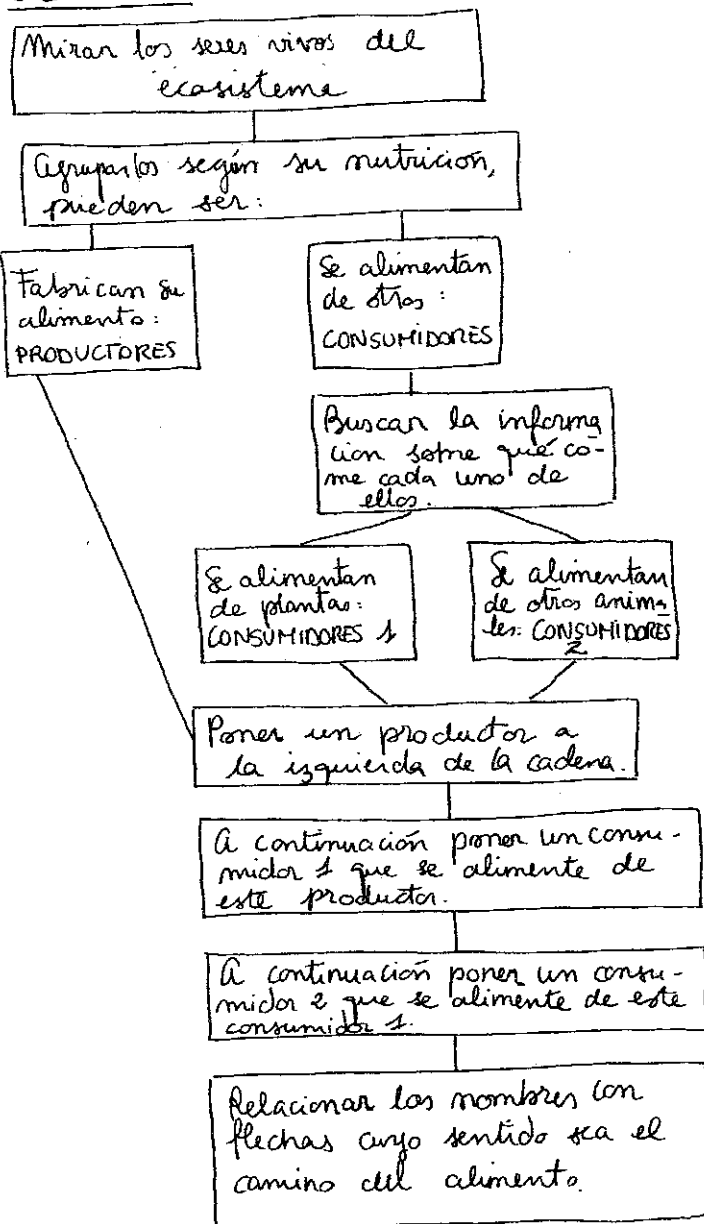 Mirar los seres vivos del
ecosistema
Agruparlos según su nutricion,
pueden ser:
Fabrican su
alimento:
PRODUCTORES
Se alimentan
de otros:
CONSUMIDORES
Buscar la informa
cion sobre qué co-
me cada uno de
ellos.
Se alimentan
de plantas:
CONSUMIDORES 1
Se alimentan
de otros anima
les: CONSUMIDORES
2
Poner un productor a
la izquierda de la cadena.
A continuación poner un consu-
midor 1 que se alimente de
este productor.
A continuación poner un consu-
midor 2 que se alimente de este
consumidor 1.
Relacionar los nombres con
flechas cuyo sentido sea el
camino del alimento.